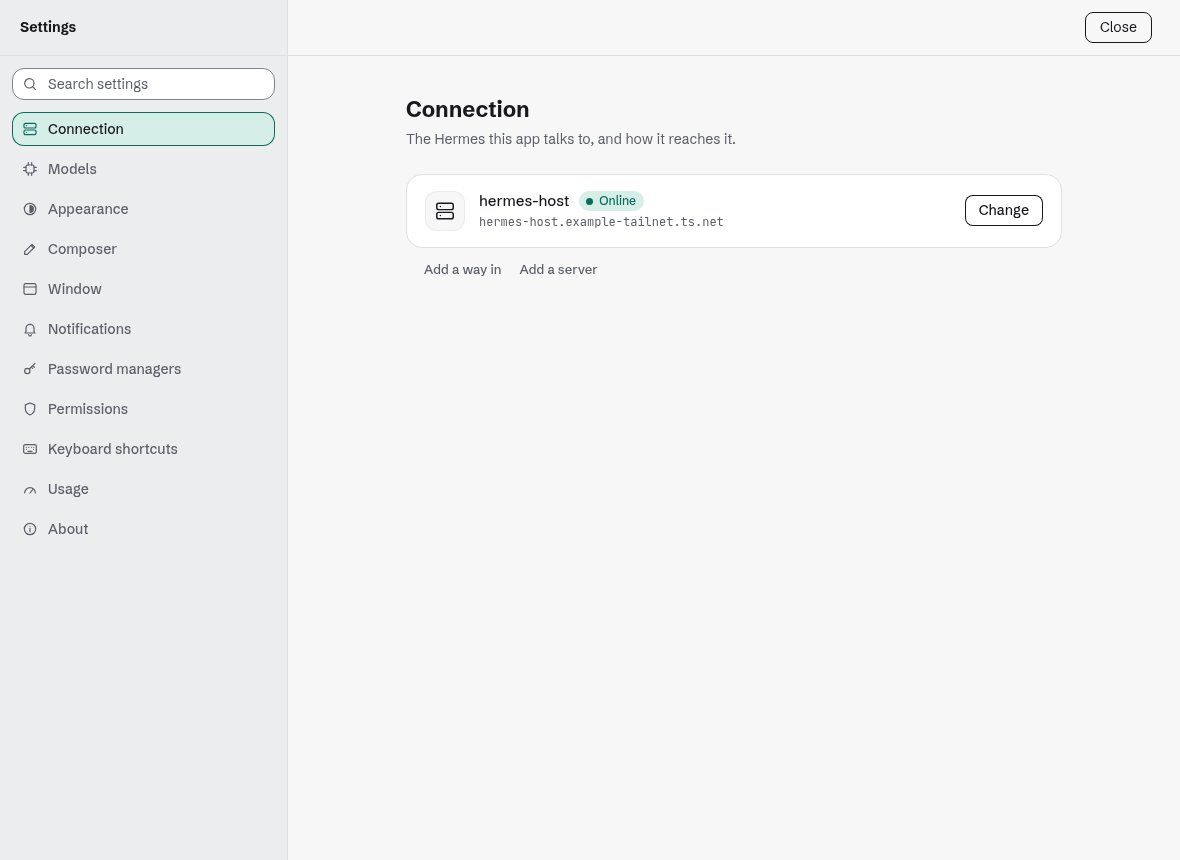 Settings
Close
Search settings
Connection
Models
Appearance
Composer
Window
Notifications
Password managers
Permissions
Keyboard shortcuts
Usage
About
Connection
The Hermes this app talks to, and how it reaches it.
hermes-host
Online
hermes-host.example-tailnet.ts.net
Change
Add a way in
Add a server